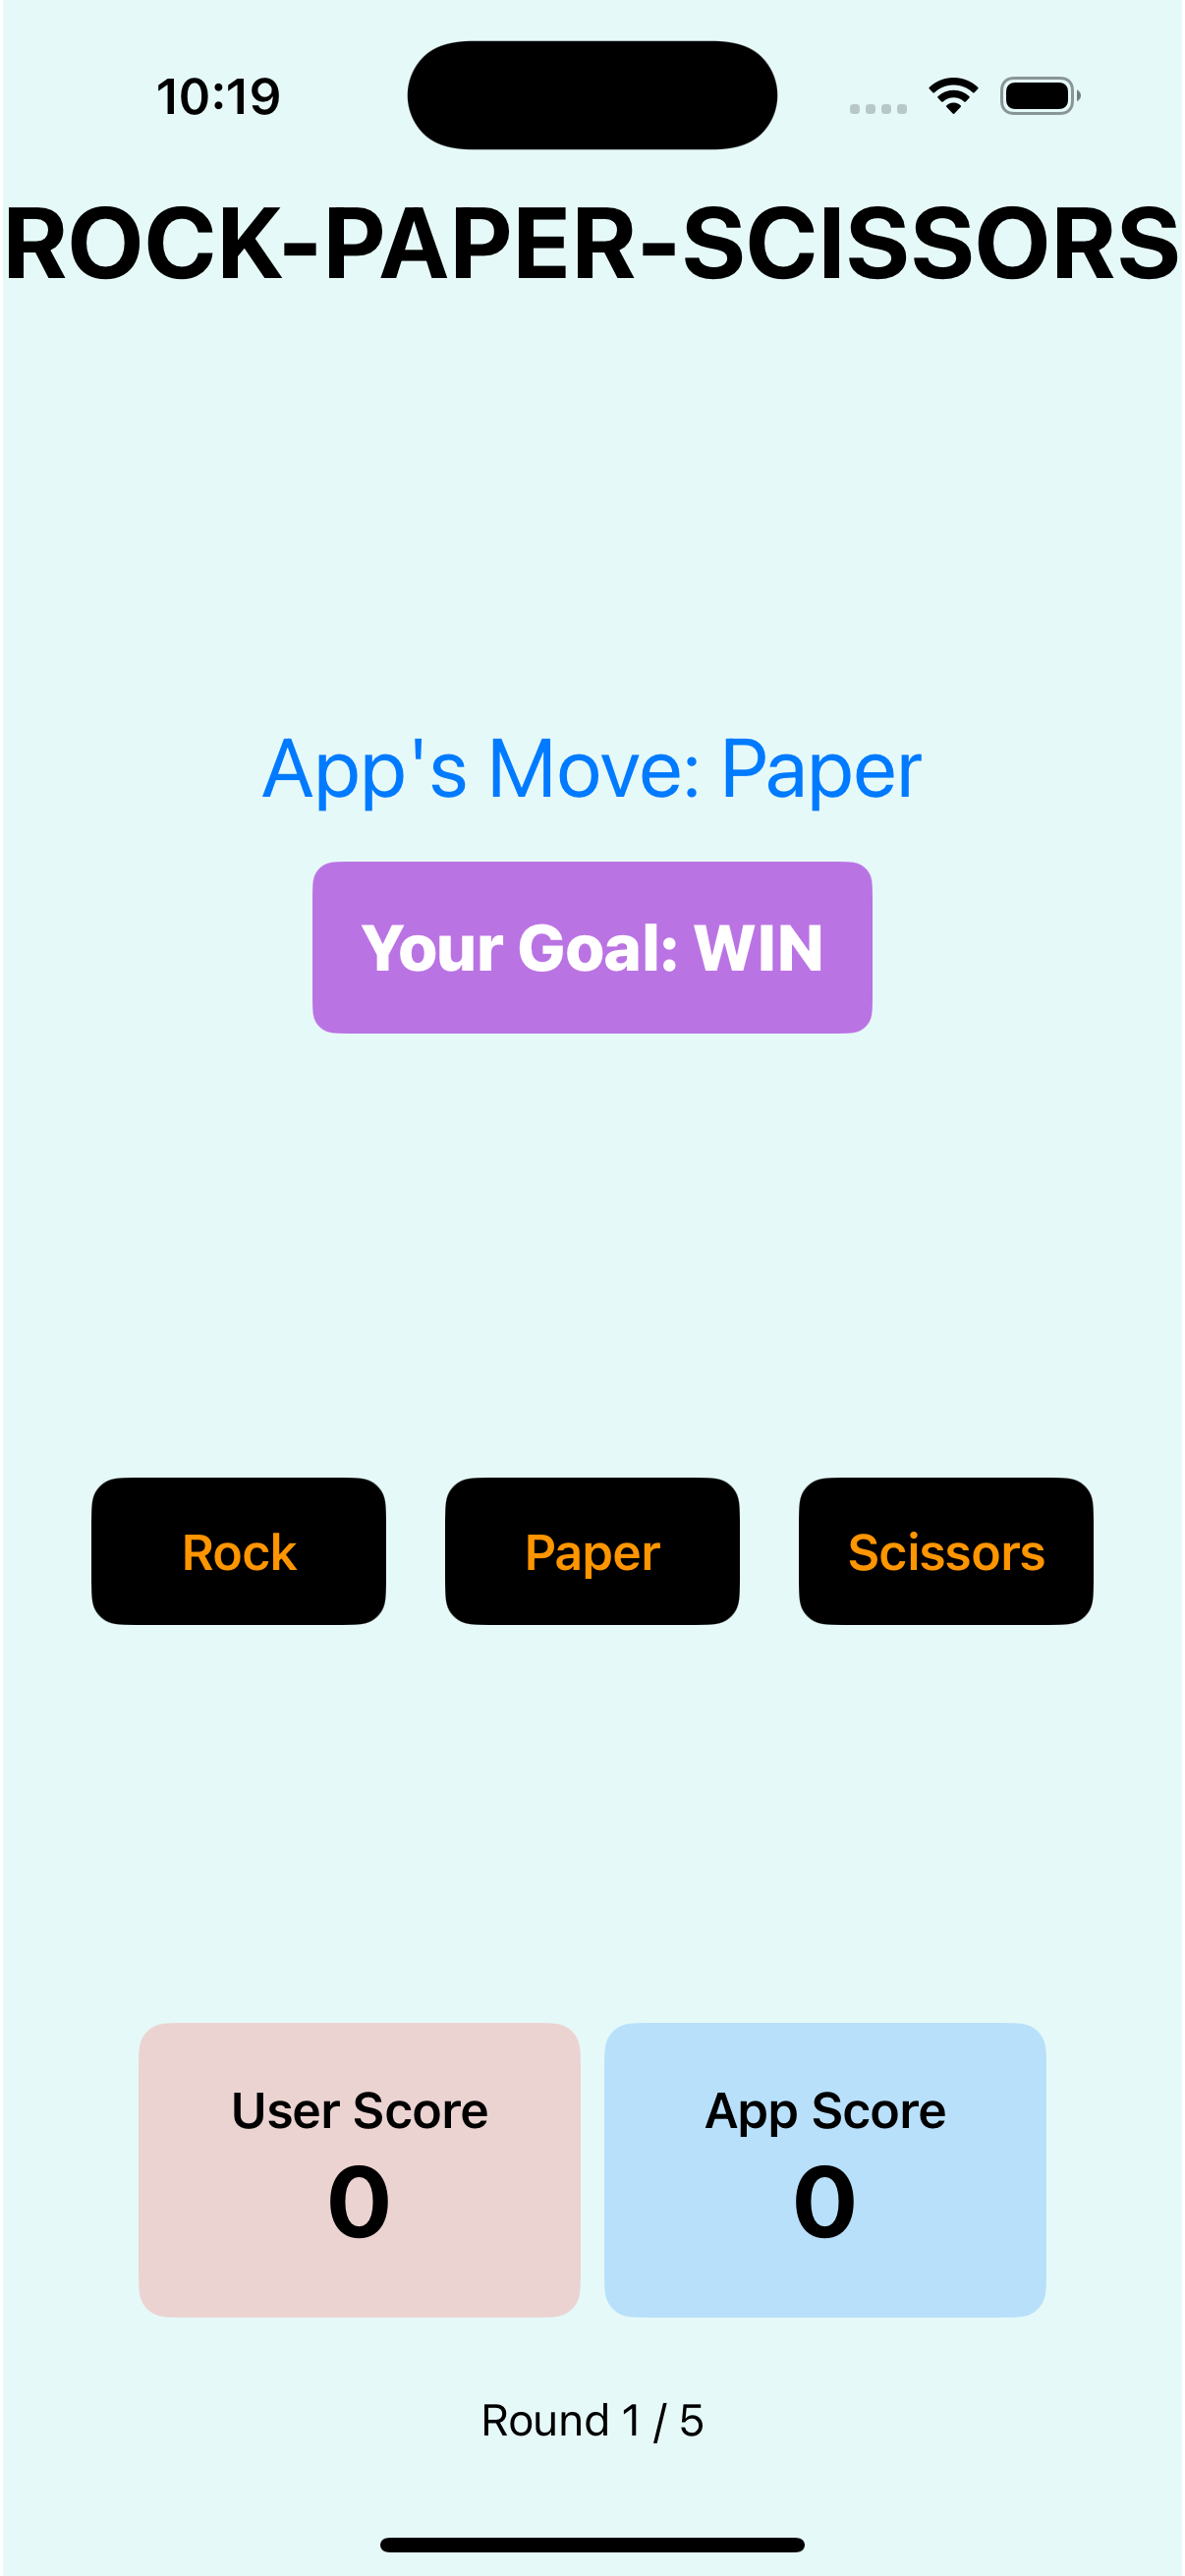 10:19
ROCK-PAPER-SCISSORS
App's Move: Paper
Your Goal: WIN
Rock
Paper
Scissors
User Score
0
App Score
0
Round 1 / 5